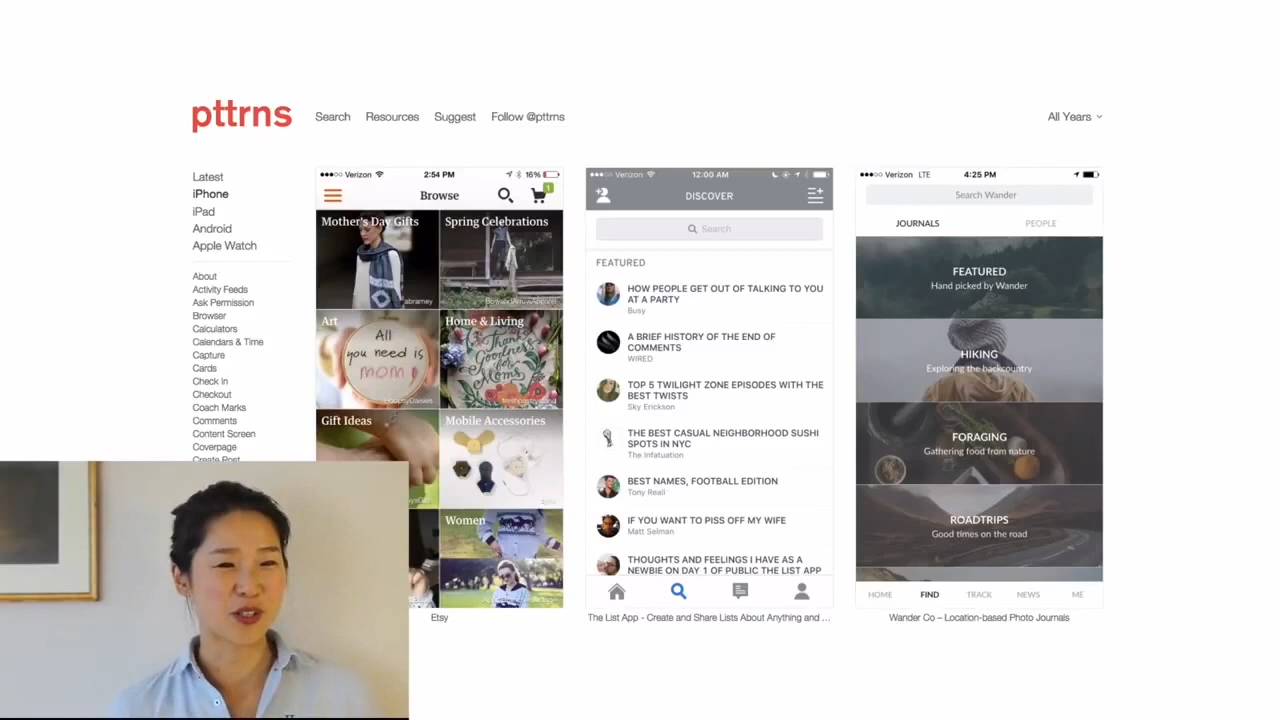 pttrns
Search
Resources
Suggest
Follow @pttrns
All Years
Latest
iPhone
iPad
Android
Apple Watch
About
Activity Feeds
Ask Permission
Browser
Calculators
Calendars & Time
Capture
Cards
Check In
Checkout
Coach Marks
Comments
Content Screen
Coverpage
Create Post
Verizon
2:54 PM
16%
Browse
1
Mother's Day Gifts
Spring Celebrations
abramey
BowandArrowApparel
Art
Home & Living
All
you need is
MOM
Thank
Goodness
for
Moms
Gift Ideas
Mobile Accessories
Women
Etsy
Verizon
12:00 AM
DISCOVER
Search
FEATURED
HOW PEOPLE GET OUT OF TALKING TO YOU
AT A PARTY
Busy
A BRIEF HISTORY OF THE END OF
COMMENTS
WIRED
TOP 5 TWILIGHT ZONE EPISODES WITH THE
BEST TWISTS
Sky Erickson
THE BEST CASUAL NEIGHBORHOOD SUSHI
SPOTS IN NYC
The Infatuation
BEST NAMES, FOOTBALL EDITION
Tony Reali
IF YOU WANT TO PISS OFF MY WIFE
Matt Selman
THOUGHTS AND FEELINGS I HAVE AS A
NEWBIE ON DAY 1 OF PUBLIC THE LIST APP
The List App - Create and Share Lists About Anything and ...
Verizon LTE
4:25 PM
Search Wander
JOURNALS
PEOPLE
FEATURED
Hand picked by Wander
HIKING
Exploring the backcountry
FORAGING
Gathering food from nature
ROADTRIPS
Good times on the road
HOME
FIND
TRACK
NEWS
ME
Wander Co – Location-based Photo Journals